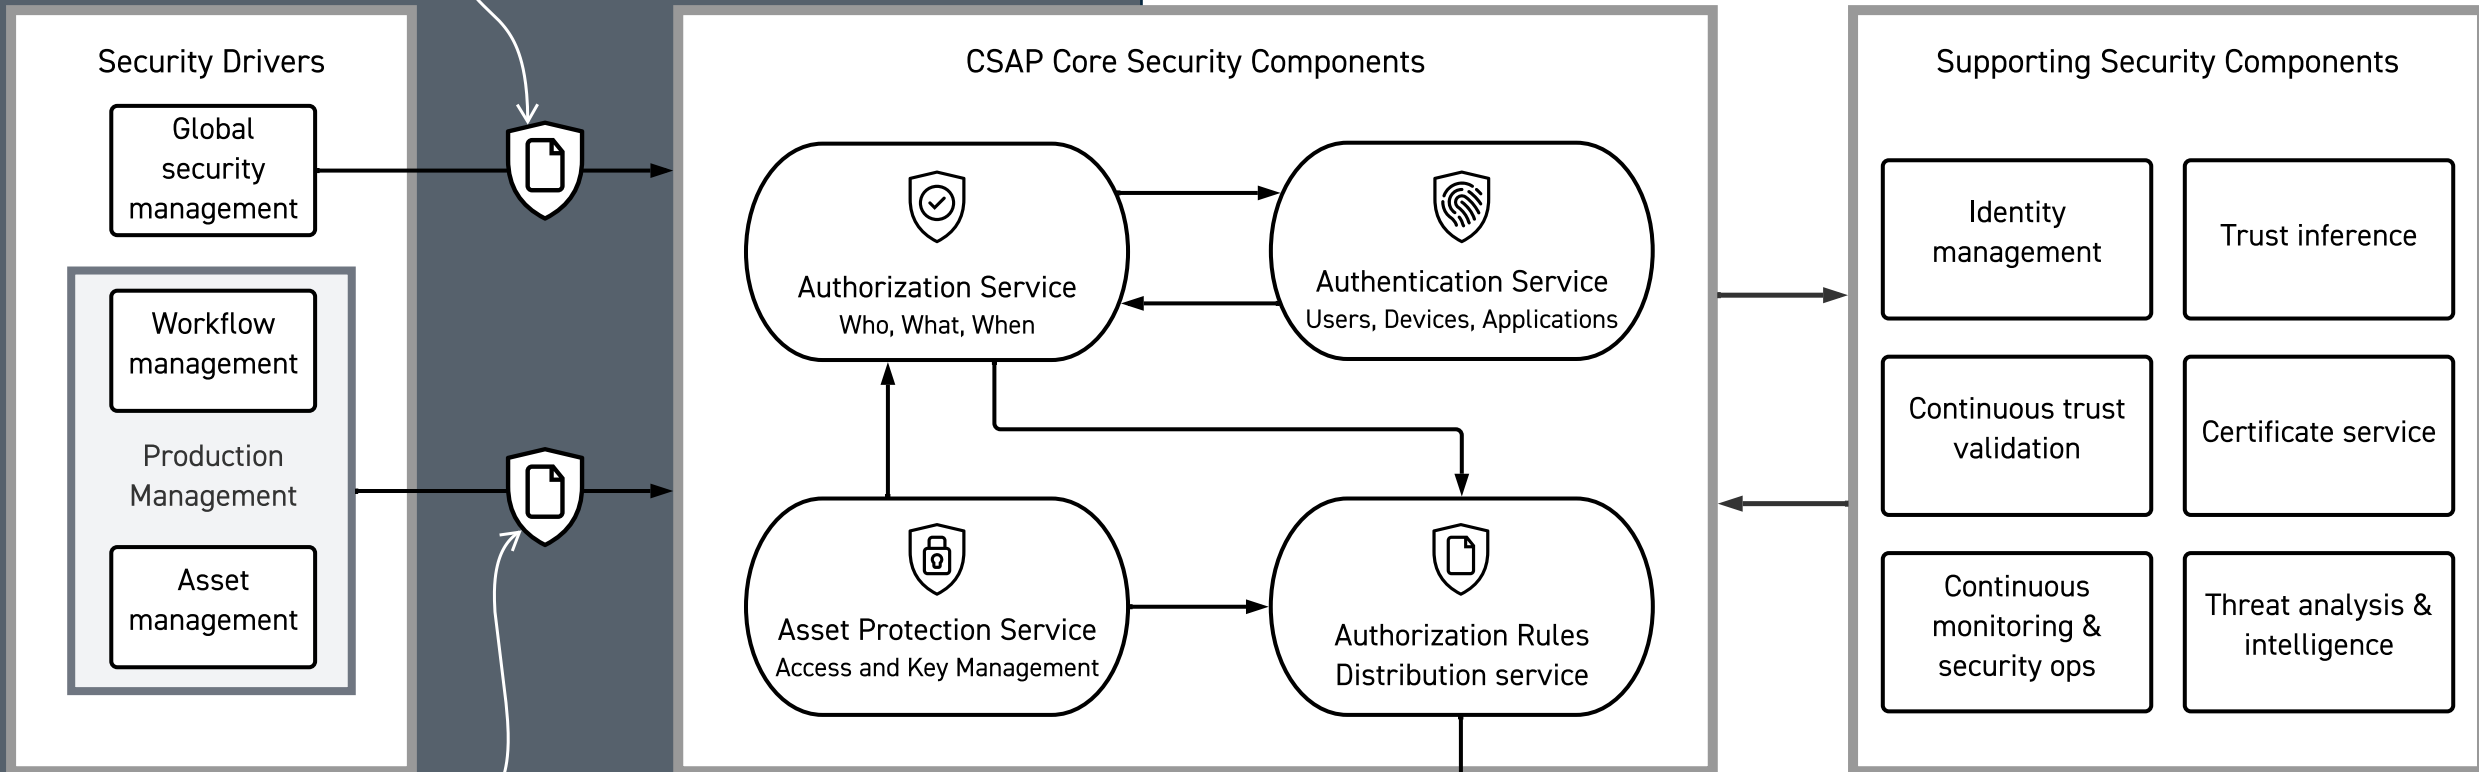 Security Drivers
Global
security
management
Workflow
management
Production
Management
Asset
management
CSAP Core Security Components
Authorization Service
Who, What, When
Authentication Service
Users, Devices, Applications
Asset Protection Service
Access and Key Management
Authorization Rules
Distribution service
Supporting Security Components
Identity
management
Trust inference
Continuous trust
validation
Certificate service
Continuous
monitoring &
security ops
Threat analysis &
intelligence